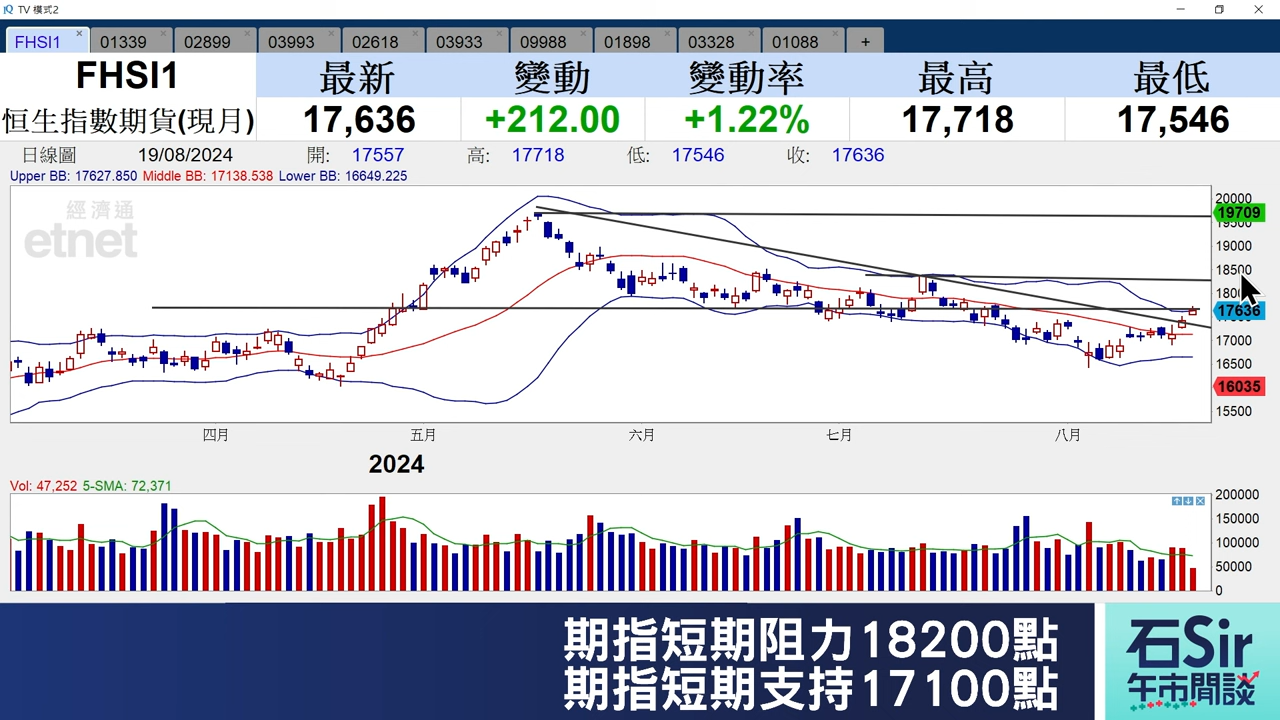 TV 模式2
FHSI1 01339 02899 03993 02618 03933 09988 01898 03328 01088 +
FHSI1 最新 變動 變動率 最高 最低
恒生指數期貨(現月) 17,636 +212.00 +1.22% 17,718 17,546
日線圖 19/08/2024 開: 17557 高: 17718 低: 17546 收: 17636
Upper BB: 17627.850 Middle BB: 17138.538 Lower BB: 16649.225
經濟通
etnet
20000
19709
19500
19000
18500
18000
17636
17000
16500
16035
15500
四月 五月 六月 七月 八月
2024
Vol: 47,252 5-SMA: 72,371
200000
150000
100000
50000
0
期指短期阻力18200點
期指短期支持17100點
石Sir
午市閒談